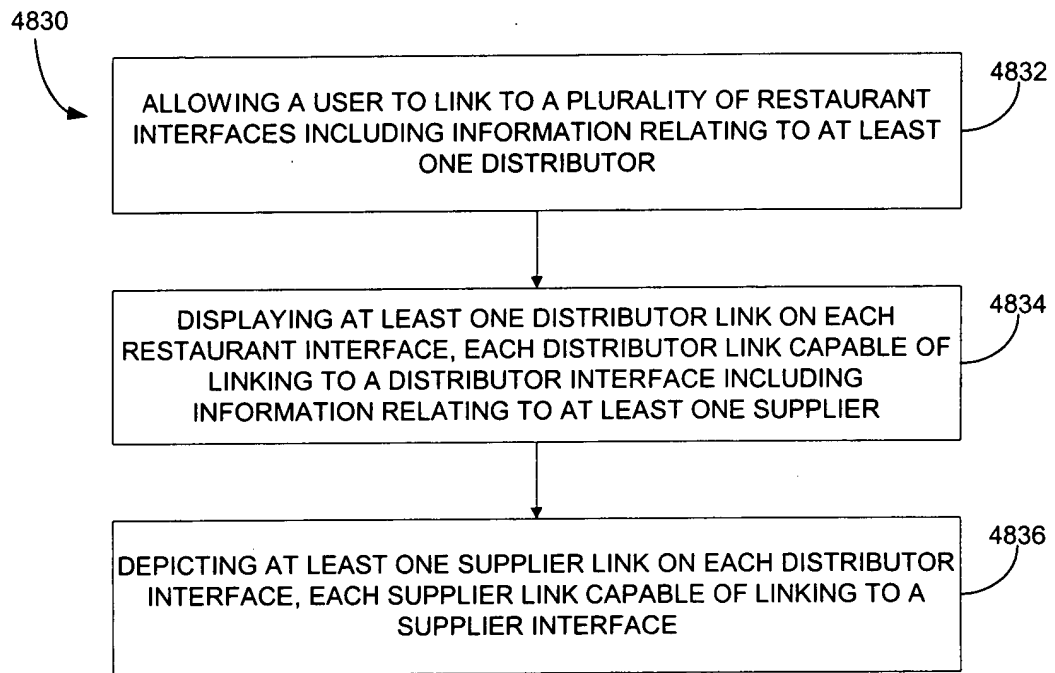 4830
4832
ALLOWING A USER TO LINK TO A PLURALITY OF RESTAURANT
INTERFACES INCLUDING INFORMATION RELATING TO AT LEAST
ONE DISTRIBUTOR
4834
DISPLAYING AT LEAST ONE DISTRIBUTOR LINK ON EACH
RESTAURANT INTERFACE, EACH DISTRIBUTOR LINK CAPABLE OF
LINKING TO A DISTRIBUTOR INTERFACE INCLUDING
INFORMATION RELATING TO AT LEAST ONE SUPPLIER
4836
DEPICTING AT LEAST ONE SUPPLIER LINK ON EACH DISTRIBUTOR
INTERFACE, EACH SUPPLIER LINK CAPABLE OF LINKING TO A
SUPPLIER INTERFACE